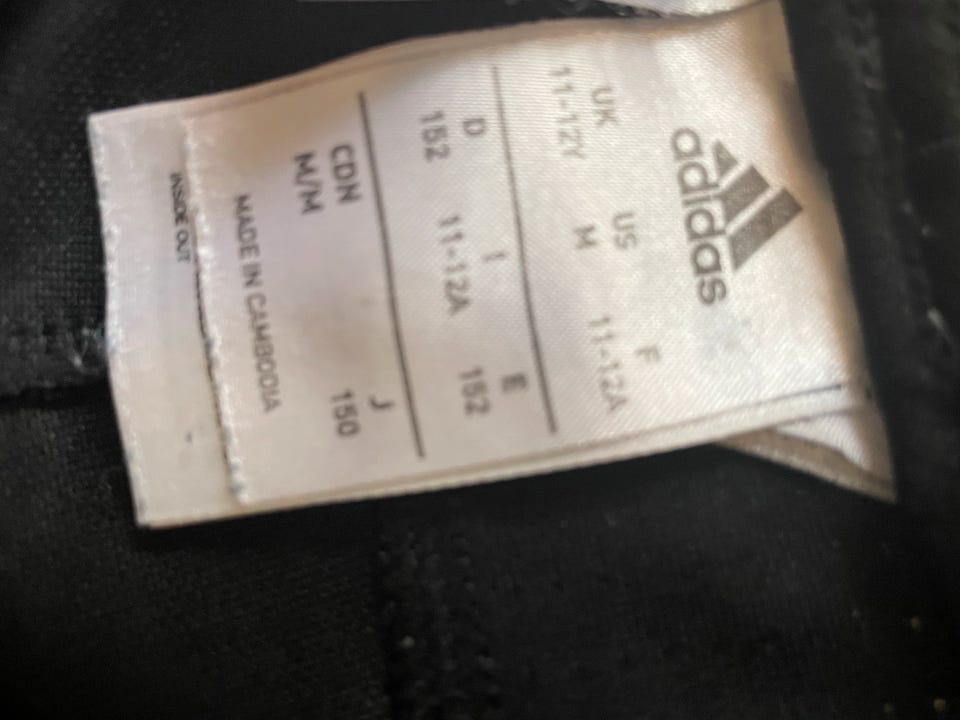 adidas
UK US F
11-12Y M 11-12A
D I E
152 11-12A 152
CDN J
M/M 150
MADE IN CAMBODIA
INSIDE OUT